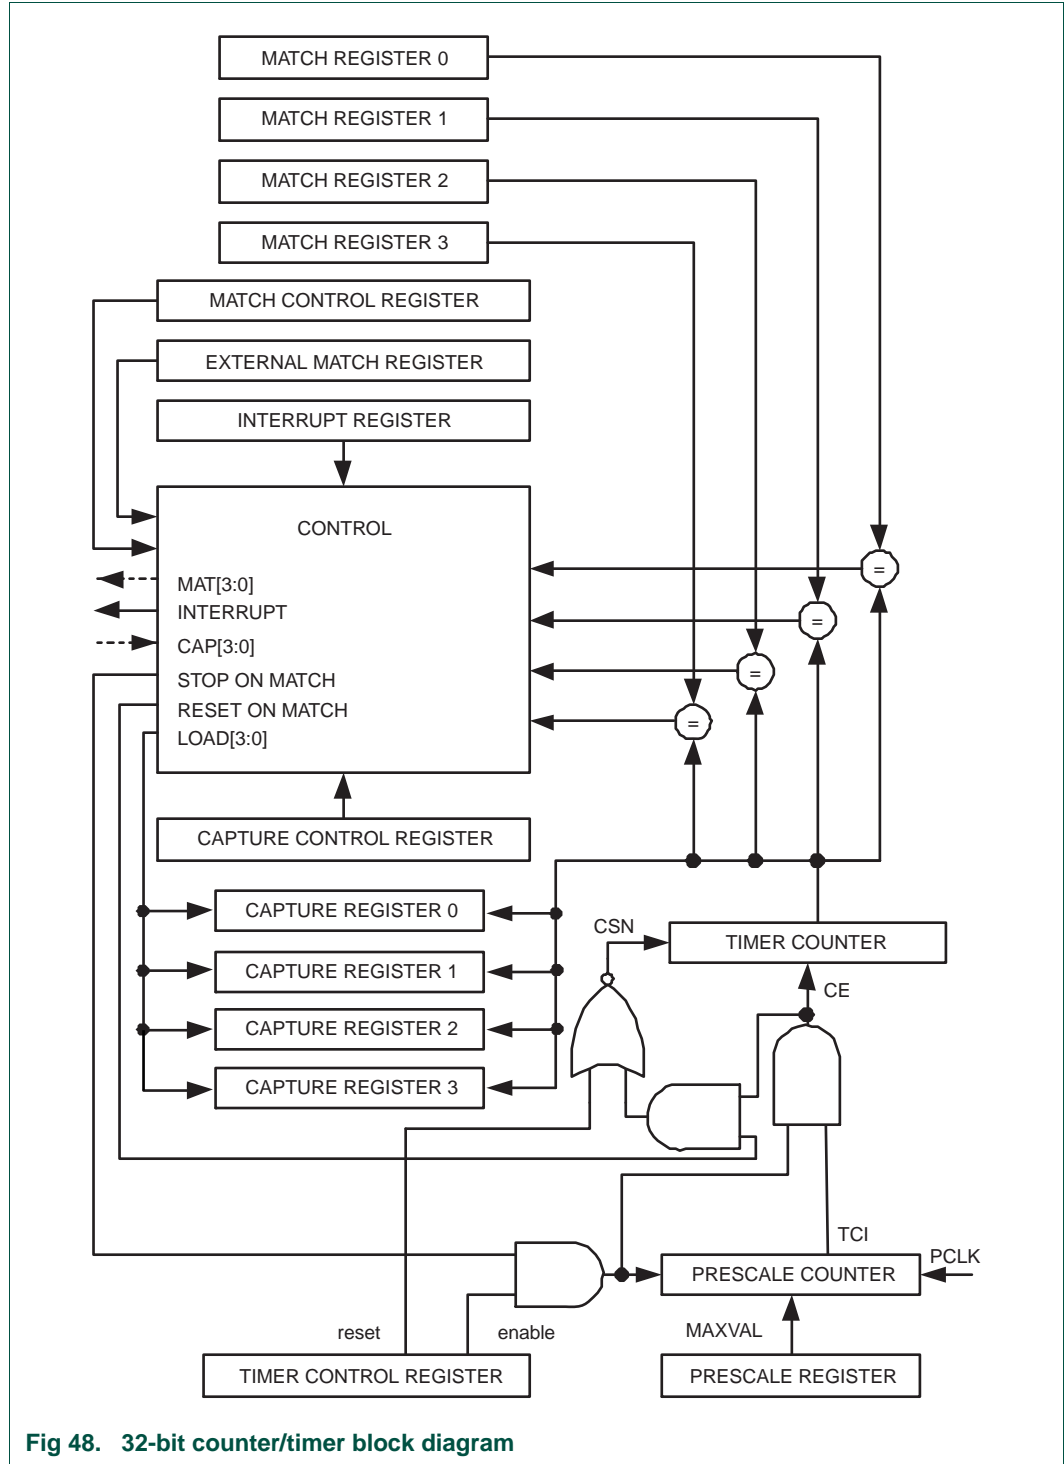 MATCH REGISTER 0
MATCH REGISTER 1
MATCH REGISTER 2
MATCH REGISTER 3
MATCH CONTROL REGISTER
EXTERNAL MATCH REGISTER
INTERRUPT REGISTER
CONTROL
=
=
=
=
MAT[3:0]
INTERRUPT
CAP[3:0]
STOP ON MATCH
RESET ON MATCH
LOAD[3:0]
CAPTURE CONTROL REGISTER
CAPTURE REGISTER 0
CAPTURE REGISTER 1
CAPTURE REGISTER 2
CAPTURE REGISTER 3
CSN
TIMER COUNTER
CE
TCI
PCLK
PRESCALE COUNTER
reset
enable
MAXVAL
TIMER CONTROL REGISTER
PRESCALE REGISTER
Fig 48. 32-bit counter/timer block diagram